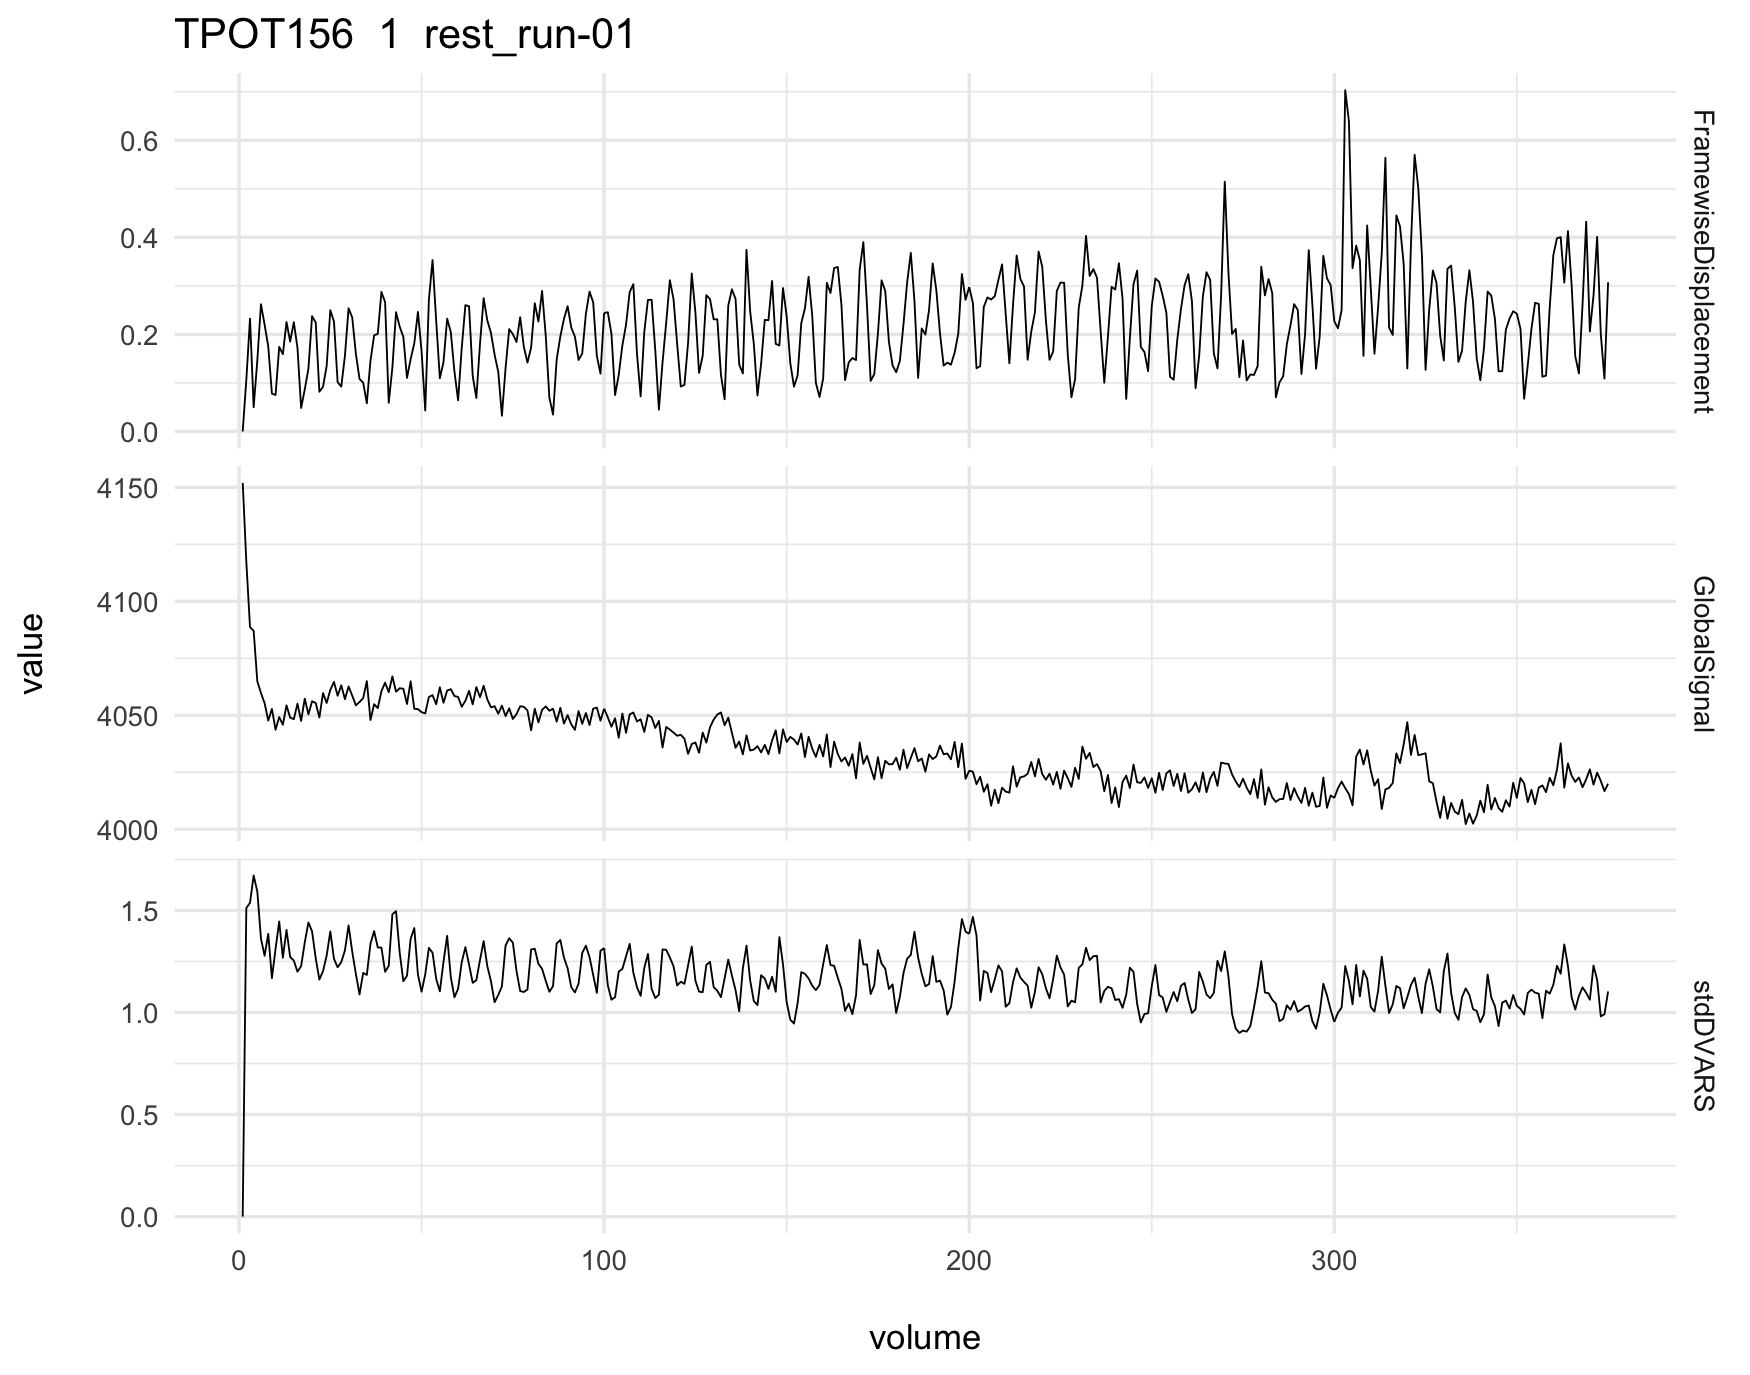 TPOT156 1 rest_run-01
value
0.6
0.4
0.2
0.0
FramewiseDisplacement
4150
4100
4050
4000
GlobalSignal
1.5
1.0
0.5
0.0
stdDVARS
0 100 200 300
volume